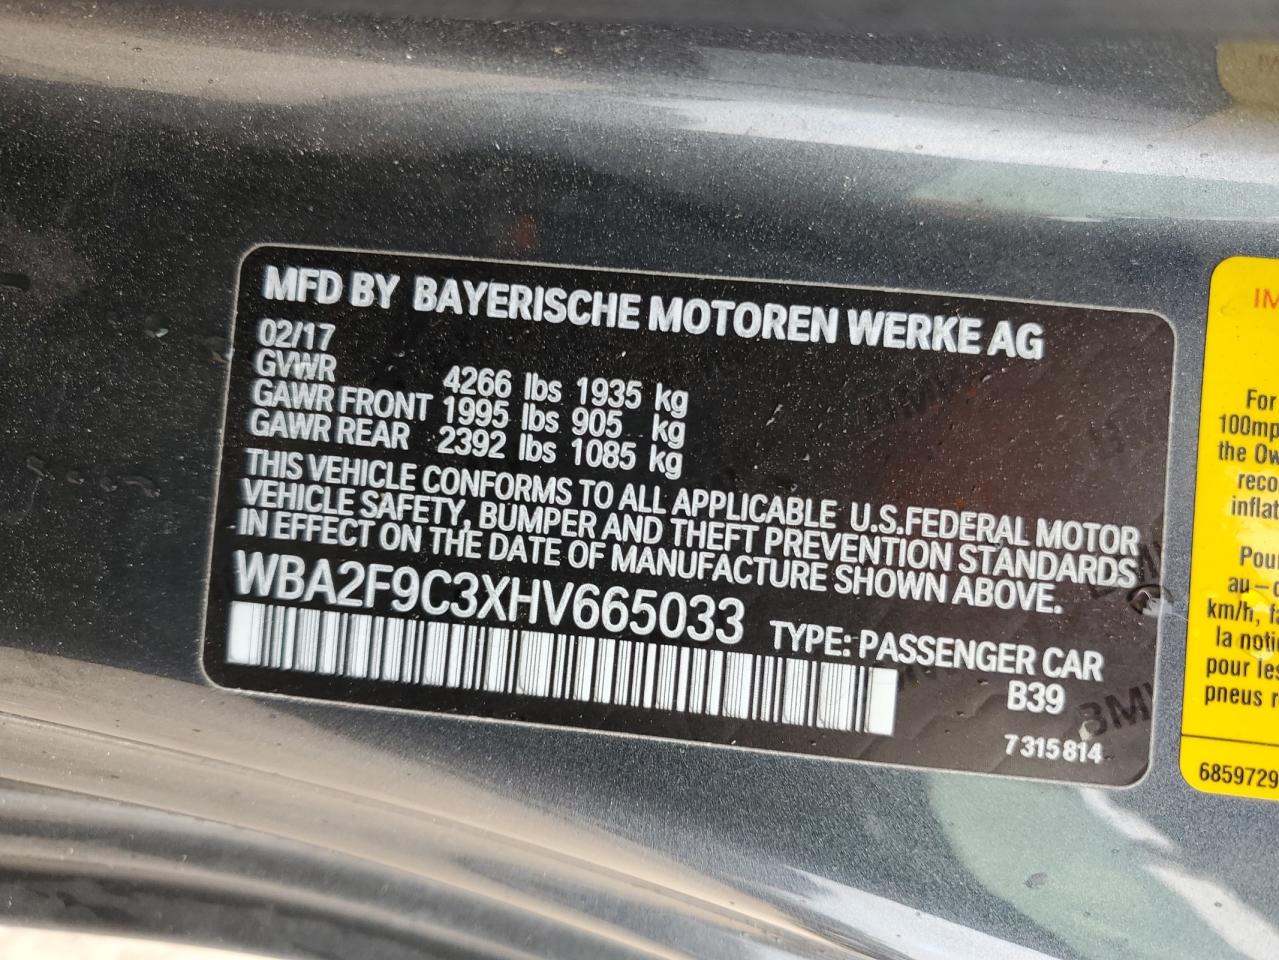 MFD BY BAYERISCHE MOTOREN WERKE AG
02/17
GVWR 4266 lbs 1935 kg
GAWR FRONT 1995 lbs 905 kg
GAWR REAR 2392 lbs 1085 kg
THIS VEHICLE CONFORMS TO ALL APPLICABLE U.S.FEDERAL MOTOR
VEHICLE SAFETY, BUMPER AND THEFT PREVENTION STANDARDS
IN EFFECT ON THE DATE OF MANUFACTURE SHOWN ABOVE.
WBA2F9C3XHV665033
TYPE: PASSENGER CAR
B39
7 315 814
IM
For
100mp
the Ow
reco
inflat
Pour
au-d
km/h, fa
la notic
pour les
pneus r
6859729